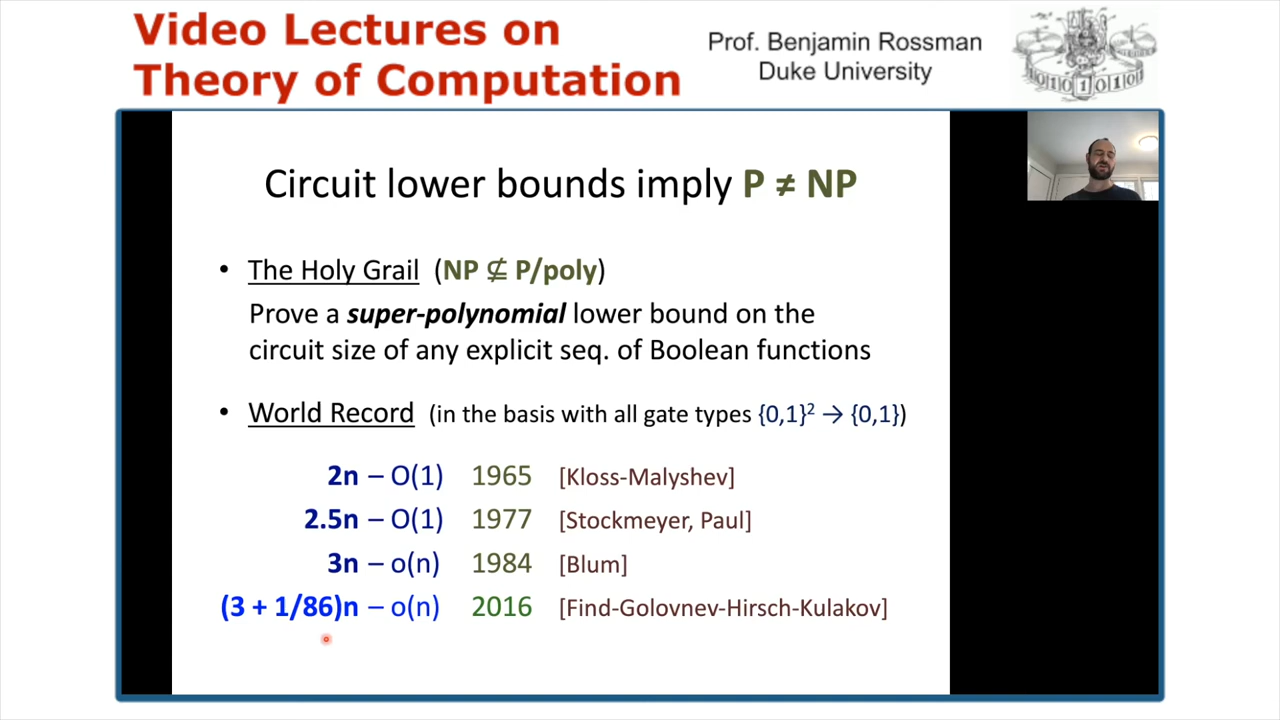 Video Lectures on
Theory of Computation
Prof. Benjamin Rossman
Duke University
Circuit lower bounds imply P ≠ NP
• The Holy Grail (NP ⊈ P/poly)
Prove a super-polynomial lower bound on the
circuit size of any explicit seq. of Boolean functions
• World Record (in the basis with all gate types {0,1}² → {0,1})
2n – O(1) 1965 [Kloss-Malyshev]
2.5n – O(1) 1977 [Stockmeyer, Paul]
3n – o(n) 1984 [Blum]
(3 + 1/86)n – o(n) 2016 [Find-Golovnev-Hirsch-Kulakov]